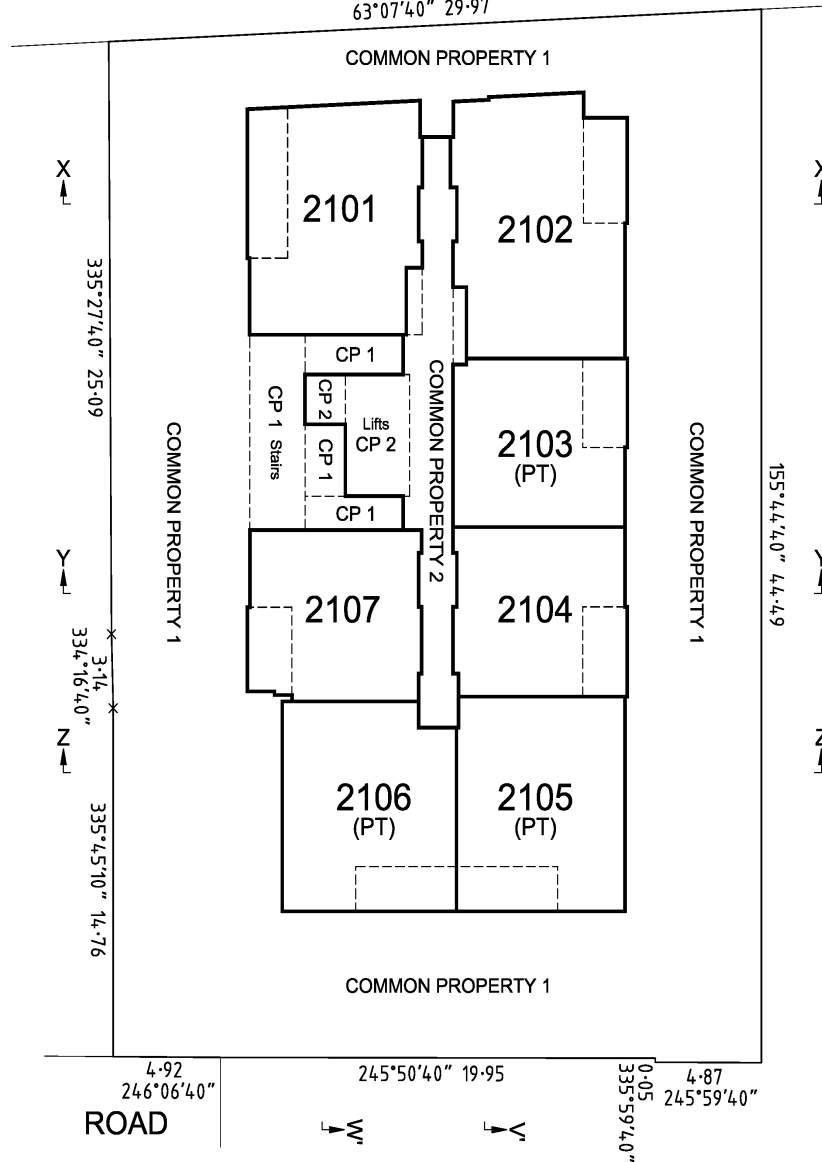 63°07'40" 29·97
COMMON PROPERTY 1
X
X
2101
2102
335°27'40" 25·09
CP 1
CP 1
Stairs
CP 2
Lifts
CP 2
CP 1
CP 1
COMMON PROPERTY 2
2103
(PT)
COMMON PROPERTY 1
COMMON PROPERTY 1
155°44'40" 44·49
Y
Y
2107
2104
3·14
334°16'40"
Z
Z
2106
(PT)
2105
(PT)
335°45'10" 14·76
COMMON PROPERTY 1
4·92
246°06'40"
245°50'40" 19·95
0·05
335°59'40"
4·87
245°59'40"
ROAD
W'
V'